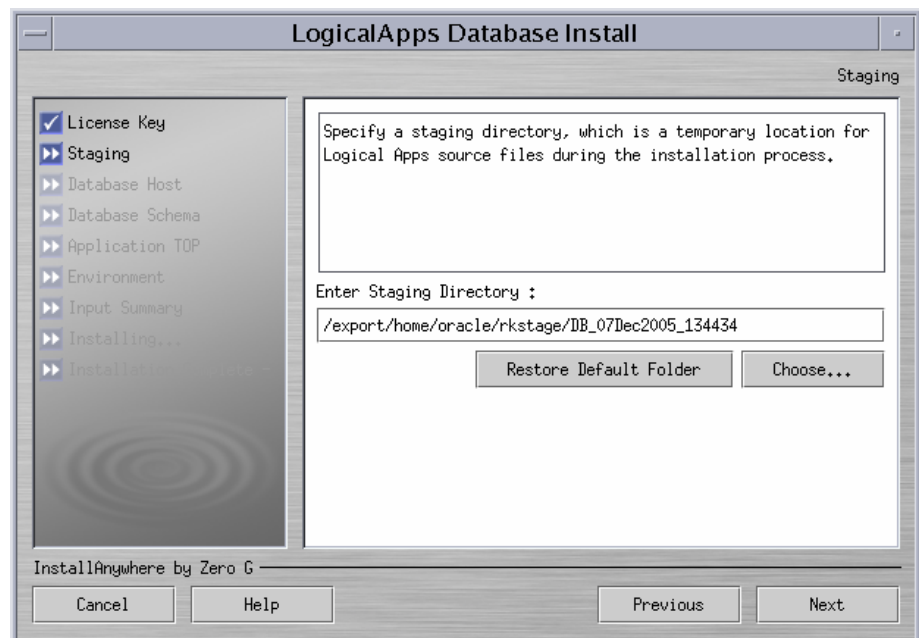 LogicalApps Database Install
Staging
License Key
Staging
Database Host
Database Schema
Application TOP
Environment
Input Summary
Installing...
Specify a staging directory, which is a temporary location for
Logical Apps source files during the installation process.
Enter Staging Directory :
/export/home/oracle/rkstage/DB_07Dec2005_134434
Restore Default Folder
Choose...
InstallAnywhere by Zero G
Cancel
Help
Previous
Next